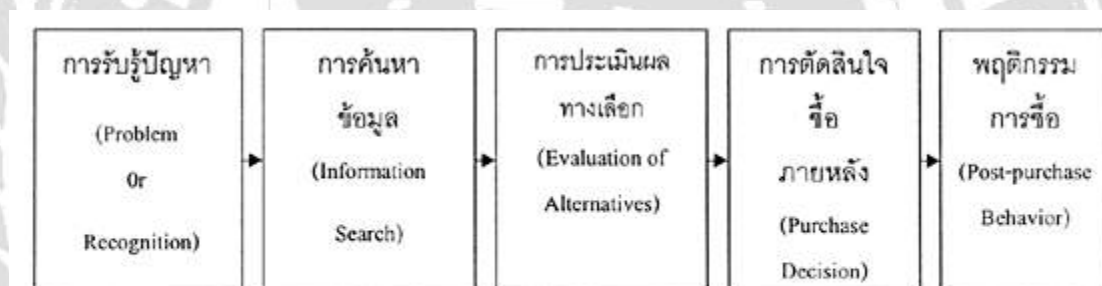 การรับรู้ปัญหา
(Problem
Or
Recognition)
การค้นหา
ข้อมูล
(Information
Search)
การประเมินผล
ทางเลือก
(Evaluation of
Alternatives)
การตัดสินใจ
ซื้อ
ภายหลัง
(Purchase
Decision)
พฤติกรรม
การซื้อ
(Post-purchase
Behavior)